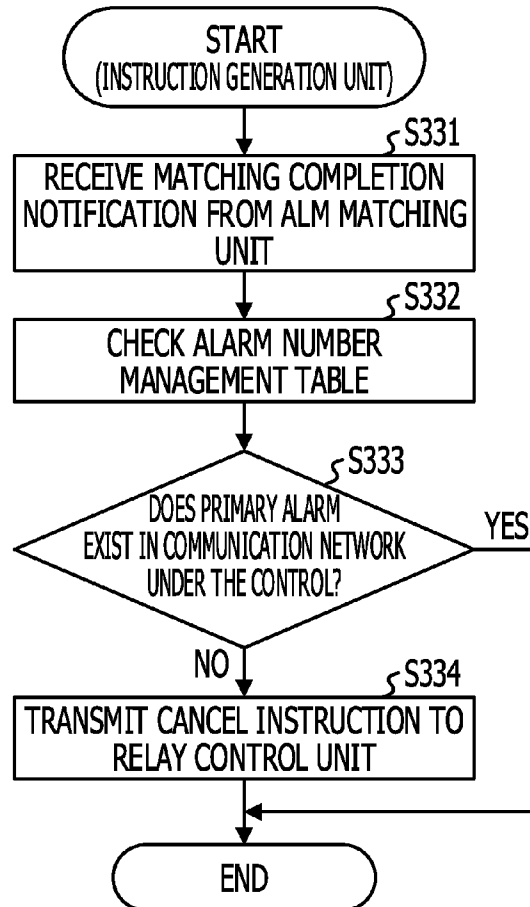 START
(INSTRUCTION GENERATION UNIT)
S331
RECEIVE MATCHING COMPLETION
NOTIFICATION FROM ALM MATCHING
UNIT
S332
CHECK ALARM NUMBER
MANAGEMENT TABLE
S333
DOES PRIMARY ALARM
EXIST IN COMMUNICATION NETWORK
UNDER THE CONTROL?
YES
NO
S334
TRANSMIT CANCEL INSTRUCTION TO
RELAY CONTROL UNIT
END